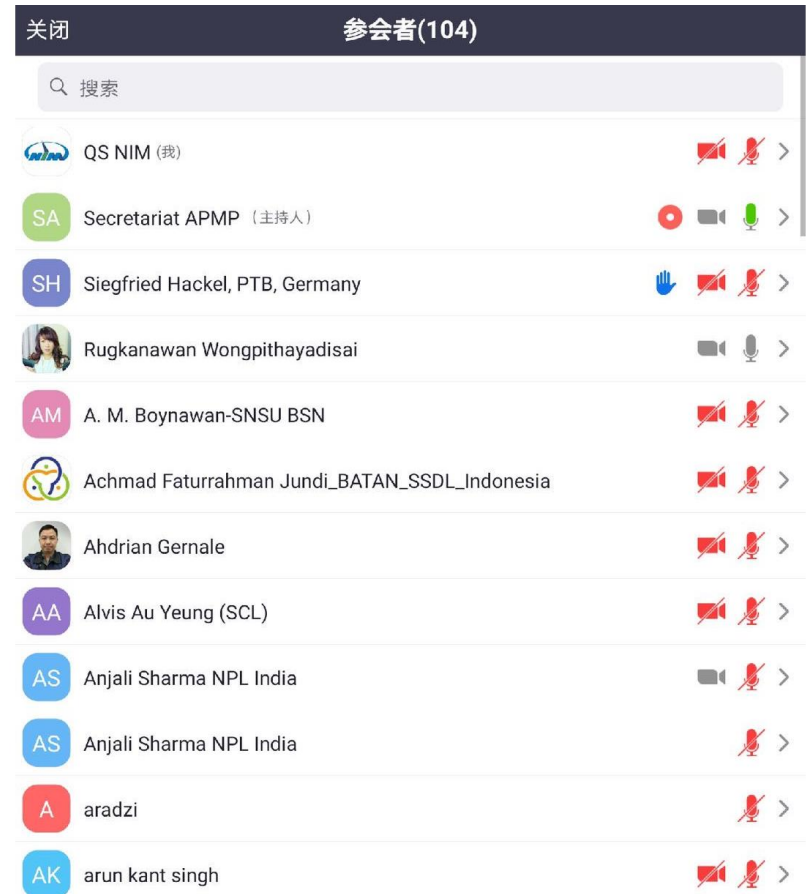 关闭 参会者(104)
搜索
NIM QS NIM (我)
SA Secretariat APMP (主持人)
SH Siegfried Hackel, PTB, Germany
Rugkanawan Wongpithayadisai
AM A. M. Boynawan-SNSU BSN
Achmad Faturrahman Jundi_BATAN_SSDL_Indonesia
Ahdrian Gernale
AA Alvis Au Yeung (SCL)
AS Anjali Sharma NPL India
AS Anjali Sharma NPL India
A aradzi
AK arun kant singh